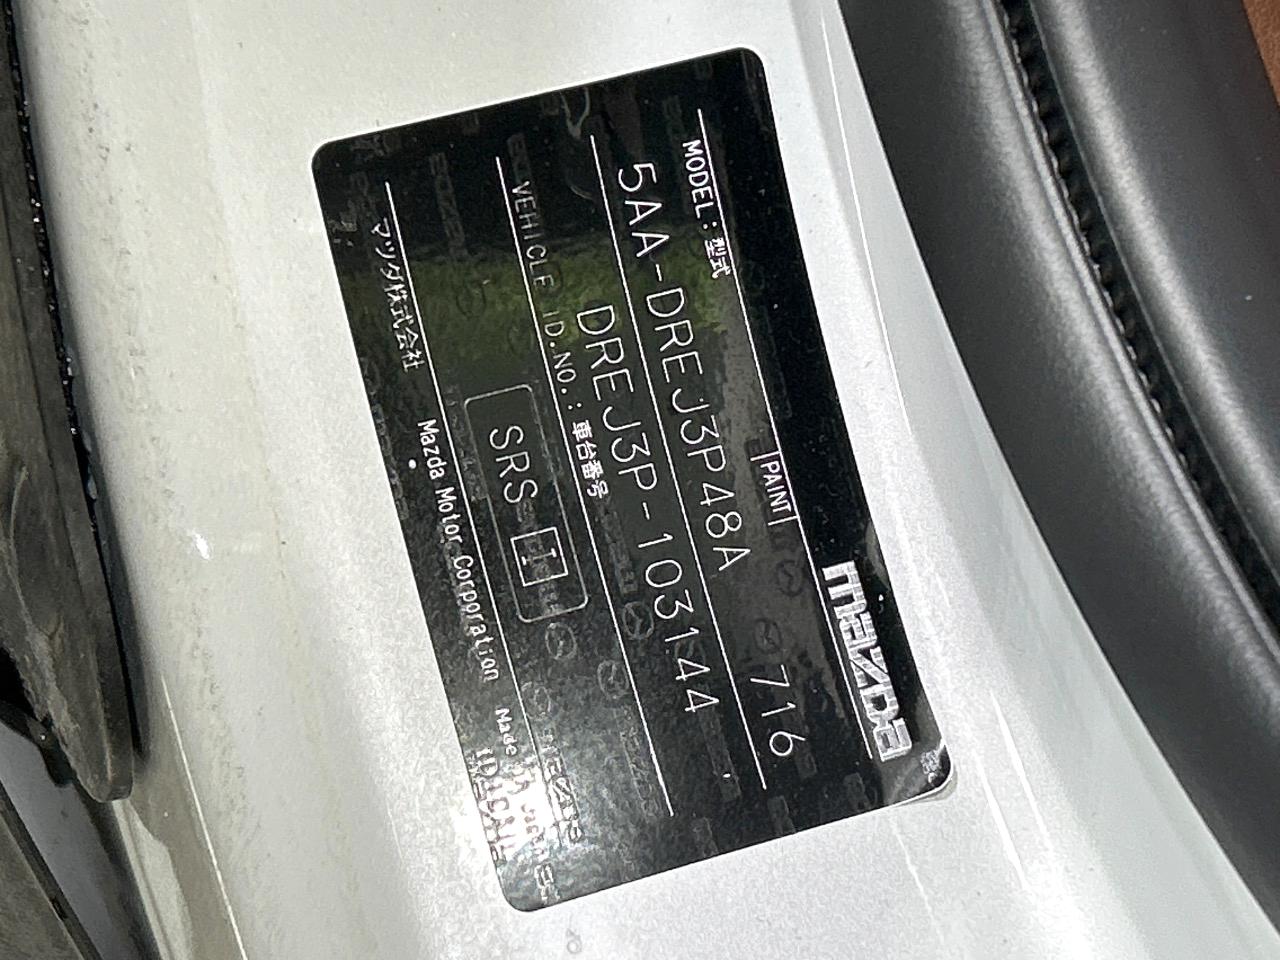 mazda
PAINT 716
MODEL：型式
5AA-DREJ3P48A
DREJ3P-103144
VEHICLE ID.NO.：車台番号
SRS I
マツダ株式会社 Mazda Motor Corporation Made